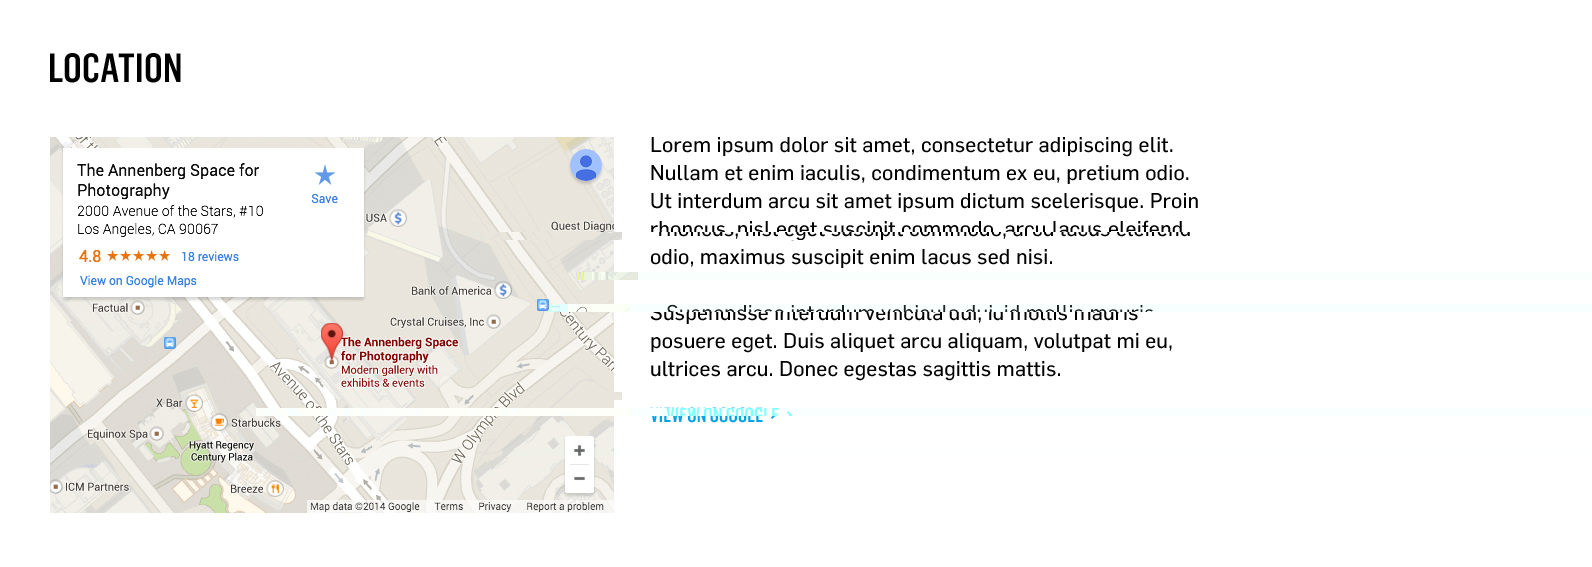 LOCATION
The Annenberg Space for
Photography
2000 Avenue of the Stars, #10
Los Angeles, CA 90067
4.8 ★★★★★ 18 reviews
View on Google Maps
Save
USA
Quest Diagn
Bank of America
Crystal Cruises, Inc
Factual
The Annenberg Space
for Photography
Modern gallery with
exhibits & events
Century Par
Avenue of the Stars
W Olympic Blvd
X Bar
Starbucks
Equinox Spa
Hyatt Regency
Century Plaza
ICM Partners
Breeze
+
−
Map data ©2014 Google Terms Privacy Report a problem
Lorem ipsum dolor sit amet, consectetur adipiscing elit.
Nullam et enim iaculis, condimentum ex eu, pretium odio.
Ut interdum arcu sit amet ipsum dictum scelerisque. Proin
rhoncus, nisl eget suscipit commodo, arcu lacus eleifend
odio, maximus suscipit enim lacus sed nisi.
Suspendisse interdum vehicula dui, id mollis mauris
posuere eget. Duis aliquet arcu aliquam, volutpat mi eu,
ultrices arcu. Donec egestas sagittis mattis.
VIEW ON GOOGLE >